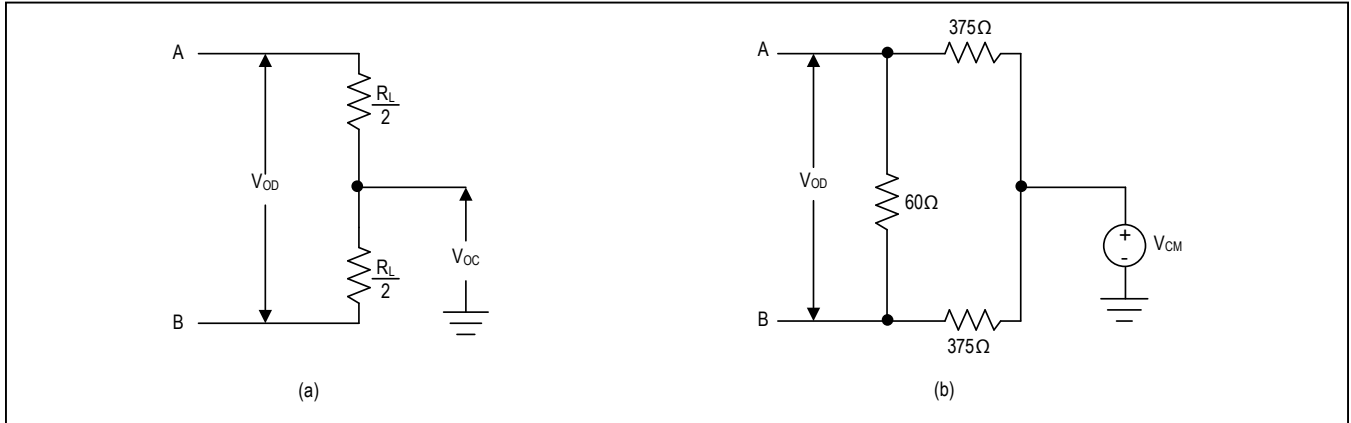 A
R_L
2
V_OD
V_OC
R_L
2
B
(a)
375Ω
A
V_OD
60Ω
+
-
V_CM
B
375Ω
(b)